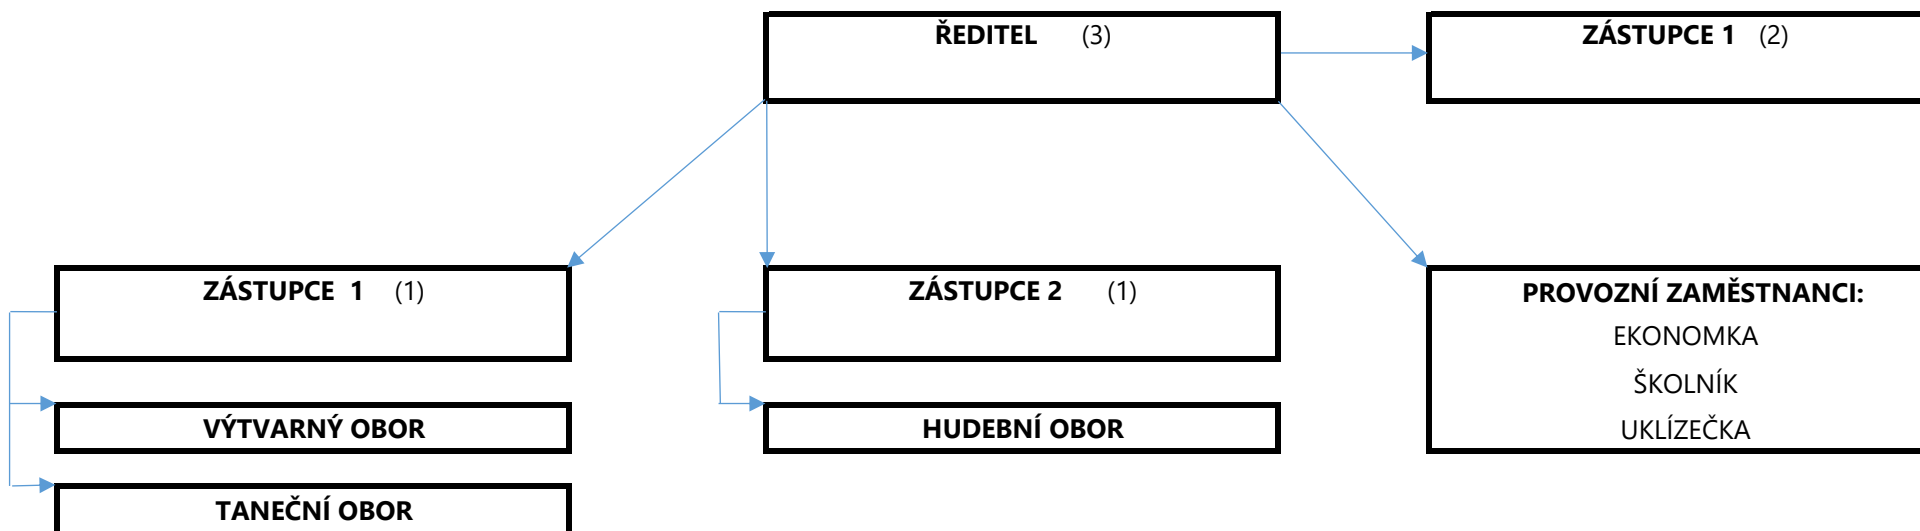 ŘEDITEL (3)
ZÁSTUPCE 1 (2)
ZÁSTUPCE 1 (1)
ZÁSTUPCE 2 (1)
PROVOZNÍ ZAMĚSTNANCI:
EKONOMKA
ŠKOLNÍK
UKLÍZEČKA
VÝTVARNÝ OBOR
HUDEBNÍ OBOR
TANEČNÍ OBOR